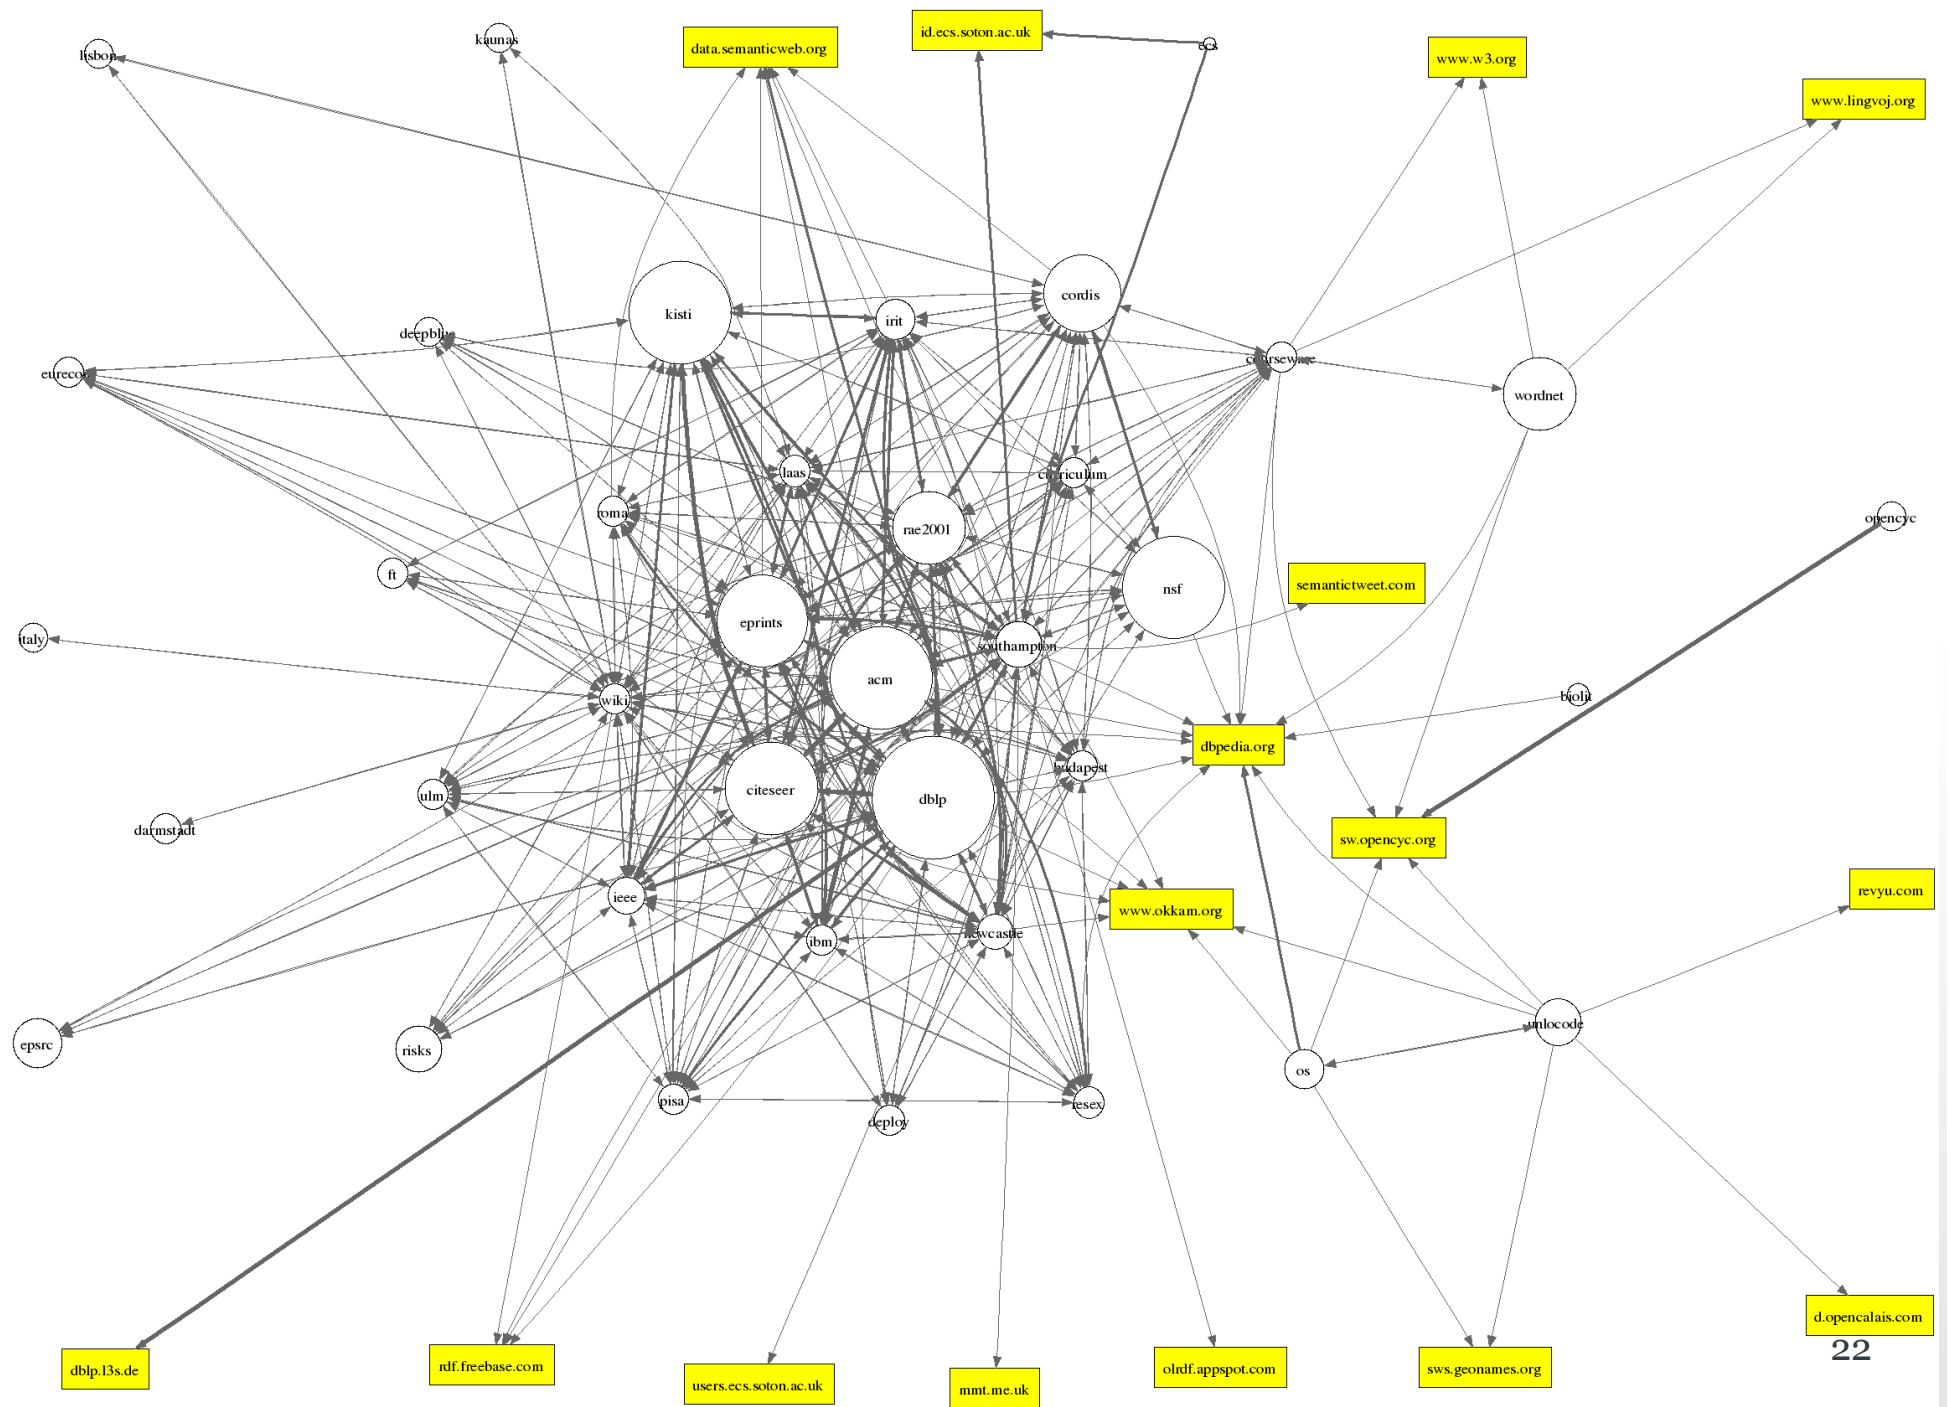 kaunas
data.semanticweb.org
id.ecs.soton.ac.uk
ecs
lisbon
www.w3.org
www.lingvoj.org
kisti
cordis
irit
deepblue
courseware
eurecom
wordnet
laas
curriculum
roma
rae2001
opencyc
ft
nsf
semantictweet.com
eprints
italy
southampton
acm
wiki
biolit
dbpedia.org
budapest
citeseer
dblp
ulm
darmstadt
sw.opencyc.org
ieee
revyu.com
www.okkam.org
ibm
newcastle
unlocode
epsrc
risks
os
pisa
resex
deploy
d.opencalais.com
22
rdf.freebase.com
dblp.l3s.de
olrdf.appspot.com
sws.geonames.org
users.ecs.soton.ac.uk
mmt.me.uk